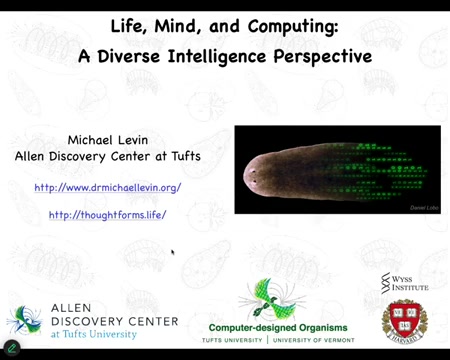 Life, Mind, and Computing:
A Diverse Intelligence Perspective
Michael Levin
Allen Discovery Center at Tufts
http://www.drmichaellevin.org/
http://thoughtforms.life/
Daniel Lobo
ALLEN
DISCOVERY CENTER
at Tufts University
Computer-designed Organisms
TUFTS UNIVERSITY | UNIVERSITY OF VERMONT
WYSS
INSTITUTE
HARVARD